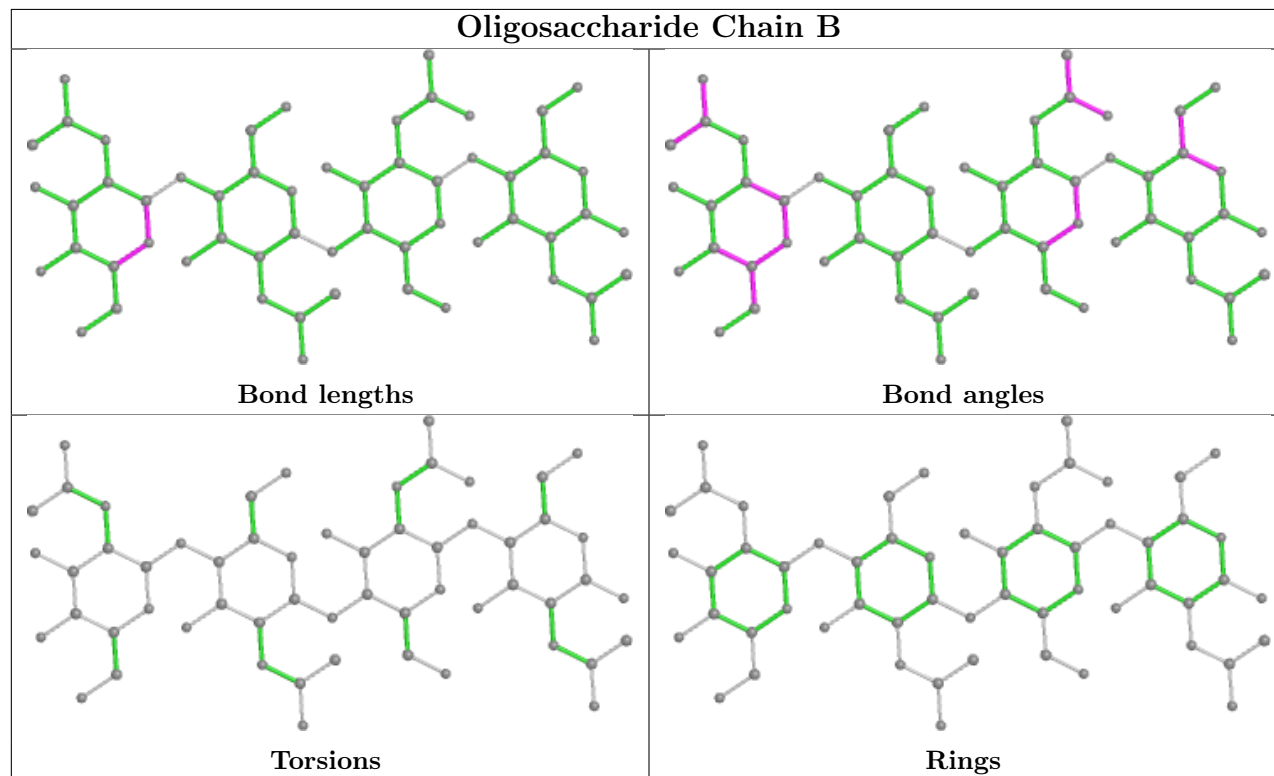 Oligosaccharide Chain B
Bond lengths
Bond angles
Torsions
Rings